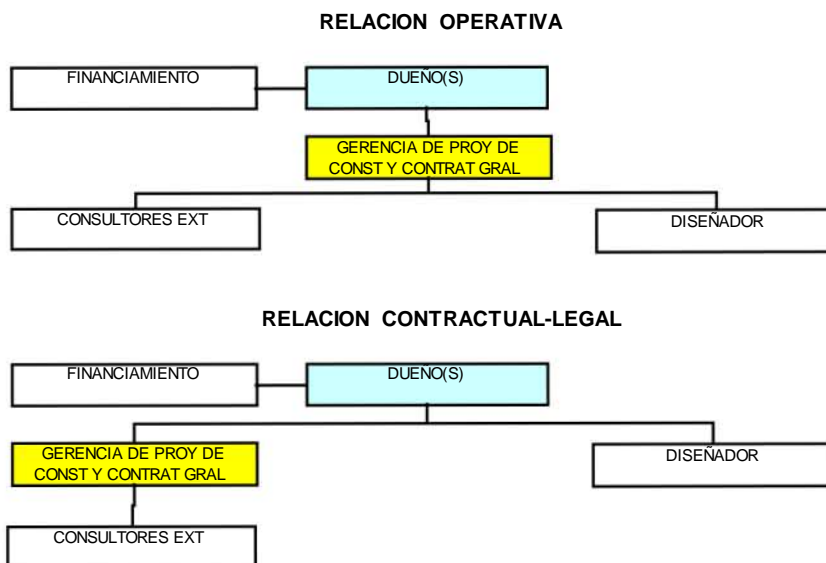 RELACION OPERATIVA
FINANCIAMIENTO
DUEÑO(S)
GERENCIA DE PROY DE
CONST Y CONTRAT GRAL
CONSULTORES EXT
DISEÑADOR
RELACION CONTRACTUAL-LEGAL
FINANCIAMIENTO
DUEÑO(S)
GERENCIA DE PROY DE
CONST Y CONTRAT GRAL
DISEÑADOR
CONSULTORES EXT